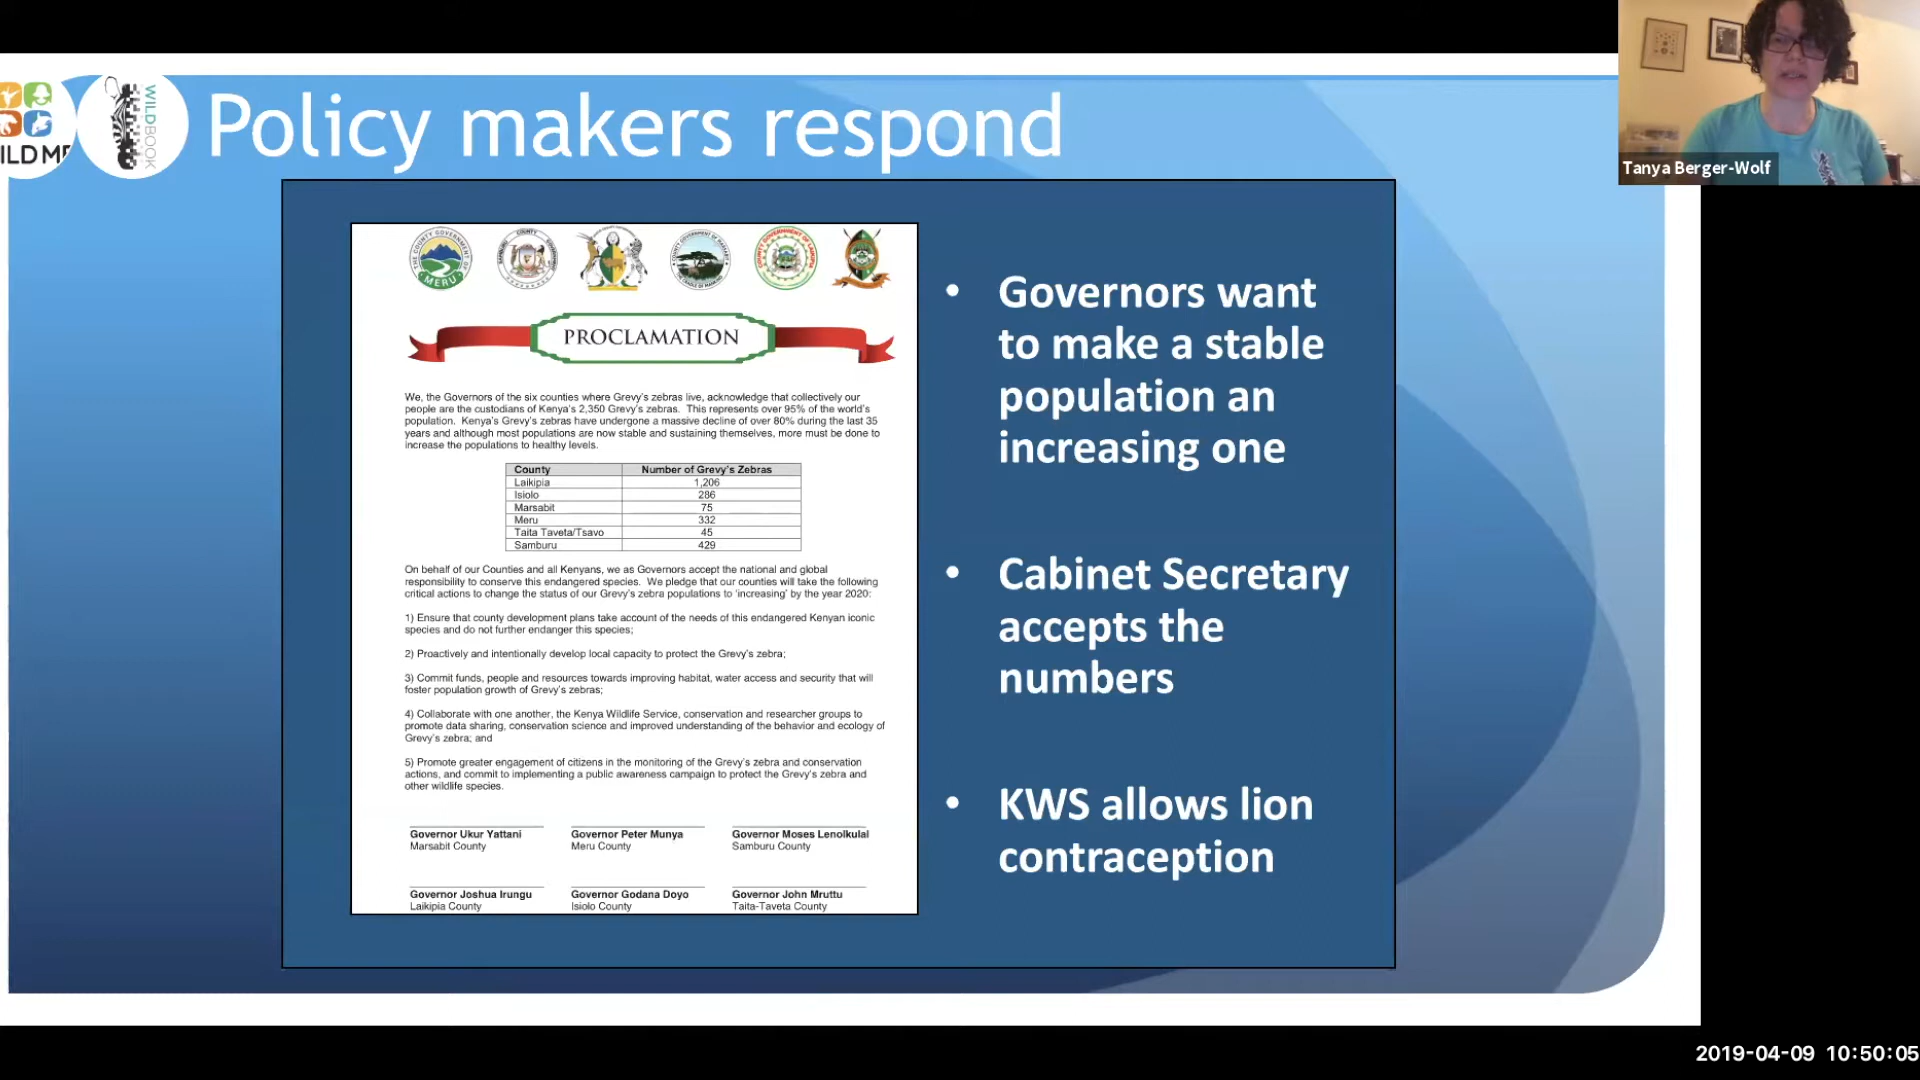 ILD ME
WILDBOOK
Policy makers respond
Tanya Berger-Wolf
THE COUNTY GOVERNMENT OF
MERU
SAMBURU COUNTY
PROCLAMATION
We, the Governors of the six counties where Grevy's zebras live, acknowledge that collectively our
people are the custodians of Kenya's 2,350 Grevy's zebras. This represents over 95% of the world's
population. Kenya's Grevy's zebras have undergone a massive decline of over 80% during the last 35
years and although most populations are now stable and sustaining themselves, more must be done to
increase the populations to healthy levels.
County Number of Grevy's Zebras
Laikipia 1,206
Isiolo 286
Marsabit 75
Meru 332
Taita Taveta/Tsavo 45
Samburu 429
On behalf of our Counties and all Kenyans, we as Governors accept the national and global
responsibility to conserve this endangered species. We pledge that our counties will take the following
critical actions to change the status of our Grevy's zebra populations to 'increasing' by the year 2020:
1) Ensure that county development plans take account of the needs of this endangered Kenyan iconic
species and do not further endanger this species;
2) Proactively and intentionally develop local capacity to protect the Grevy's zebra;
3) Commit funds, people and resources towards improving habitat, water access and security that will
foster population growth of Grevy's zebras;
4) Collaborate with one another, the Kenya Wildlife Service, conservation and researcher groups to
promote data sharing, conservation science and improved understanding of the behavior and ecology of
Grevy's zebra; and
5) Promote greater engagement of citizens in the monitoring of the Grevy's zebra and conservation
actions, and commit to implementing a public awareness campaign to protect the Grevy's zebra and
other wildlife species.
Governor Ukur Yattani Governor Peter Munya Governor Moses Lenolkulal
Marsabit County Meru County Samburu County
Governor Joshua Irungu Governor Godana Doyo Governor John Mruttu
Laikipia County Isiolo County Taita-Taveta County
• Governors want
to make a stable
population an
increasing one
• Cabinet Secretary
accepts the
numbers
• KWS allows lion
contraception
2019-04-09 10:50:05